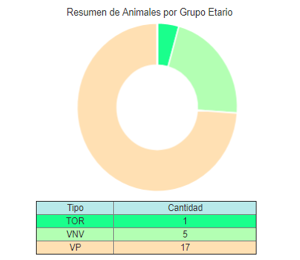 Resumen de Animales por Grupo Etario
Tipo Cantidad
TOR 1
VNV 5
VP 17